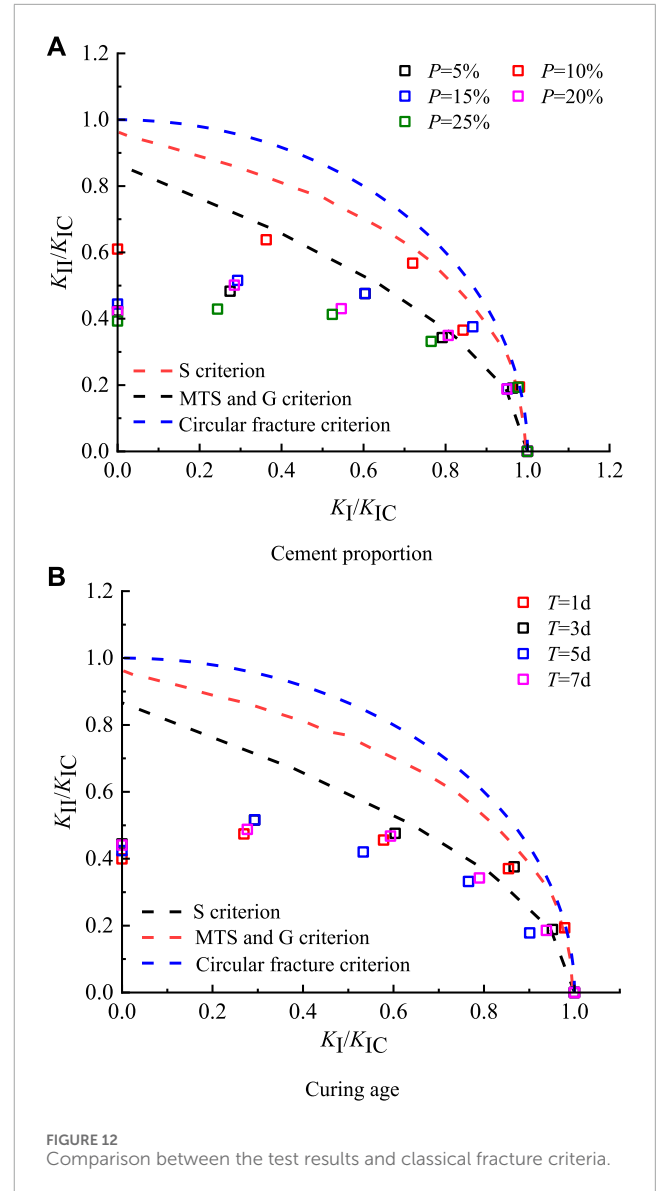 A
1.2
P=5%
P=10%
P=15%
P=20%
P=25%
1.0
0.8
0.6
0.4
0.2
0.0
KII/KIC
S criterion
MTS and G criterion
Circular fracture criterion
0.0 0.2 0.4 0.6 0.8 1.0 1.2
KI/KIC
Cement proportion
B
1.2
T=1d
T=3d
T=5d
T=7d
1.0
0.8
0.6
0.4
0.2
0.0
KII/KIC
S criterion
MTS and G criterion
Circular fracture criterion
0.0 0.2 0.4 0.6 0.8 1.0
KI/KIC
Curing age
FIGURE 12
Comparison between the test results and classical fracture criteria.